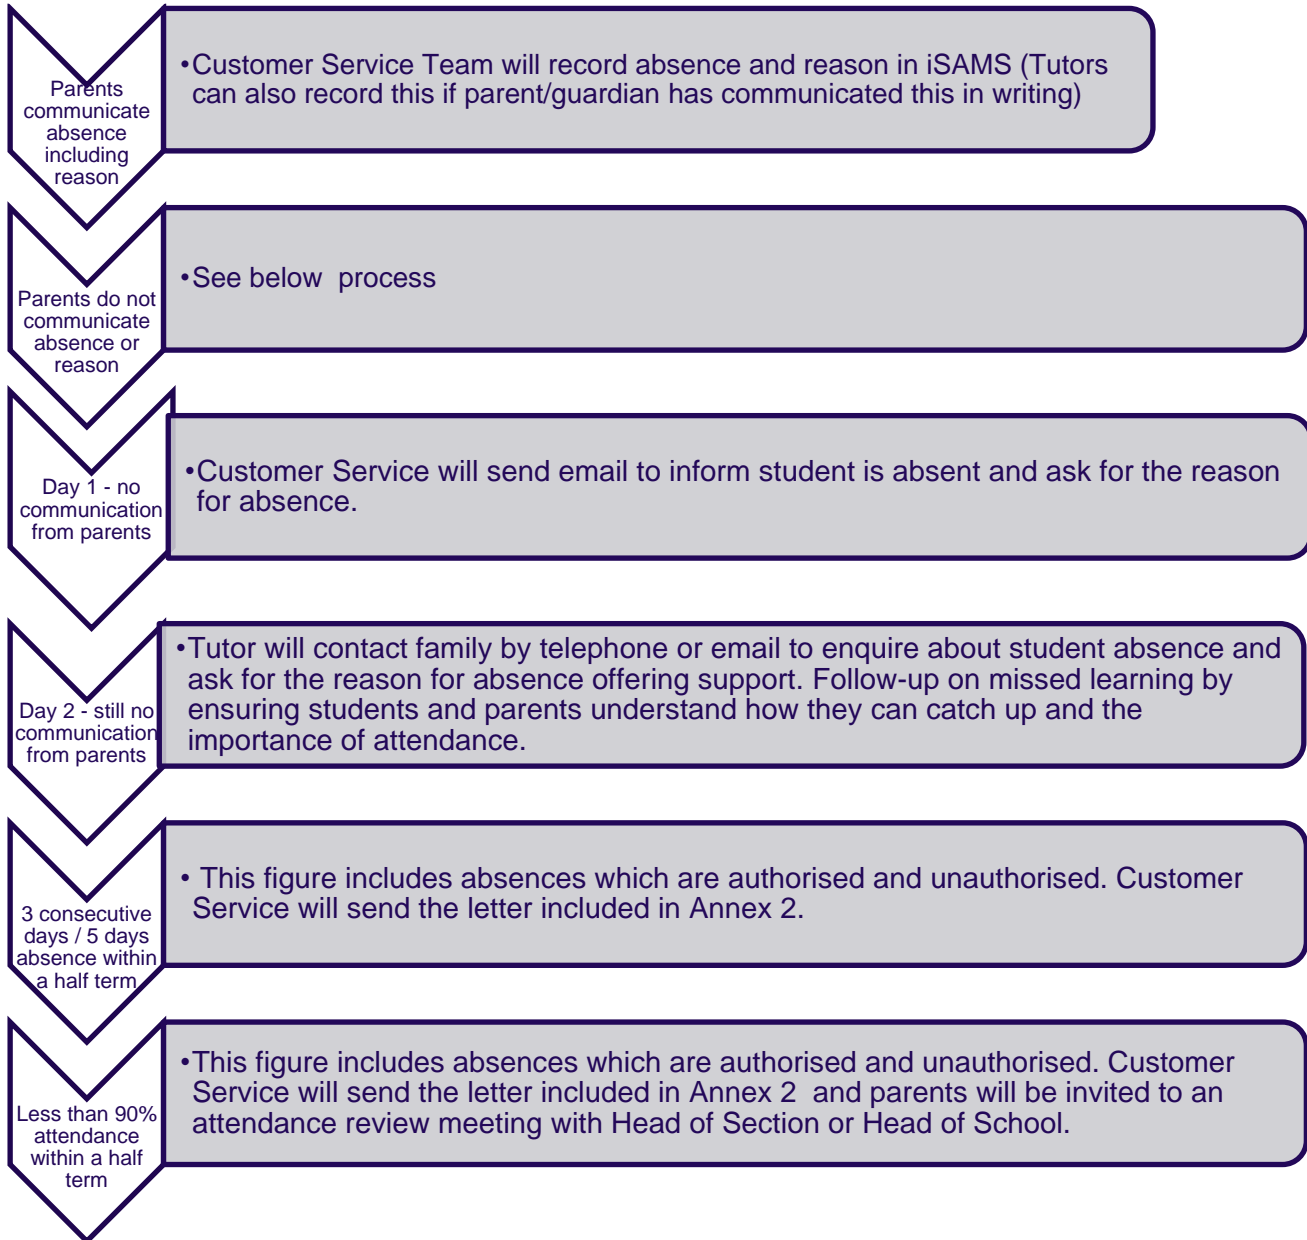 Parents
communicate
absence
including
reason
•Customer Service Team will record absence and reason in iSAMS (Tutors
can also record this if parent/guardian has communicated this in writing)
Parents do not
communicate
absence or
reason
•See below  process
Day 1 - no
communication
from parents
•Customer Service will send email to inform student is absent and ask for the reason
for absence.
Day 2 - still no
communication
from parents
•Tutor will contact family by telephone or email to enquire about student absence and
ask for the reason for absence offering support. Follow-up on missed learning by
ensuring students and parents understand how they can catch up and the
importance of attendance.
3 consecutive
days / 5 days
absence within
a half term
• This figure includes absences which are authorised and unauthorised. Customer
Service will send the letter included in Annex 2.
Less than 90%
attendance
within a half
term
•This figure includes absences which are authorised and unauthorised. Customer
Service will send the letter included in Annex 2  and parents will be invited to an
attendance review meeting with Head of Section or Head of School.